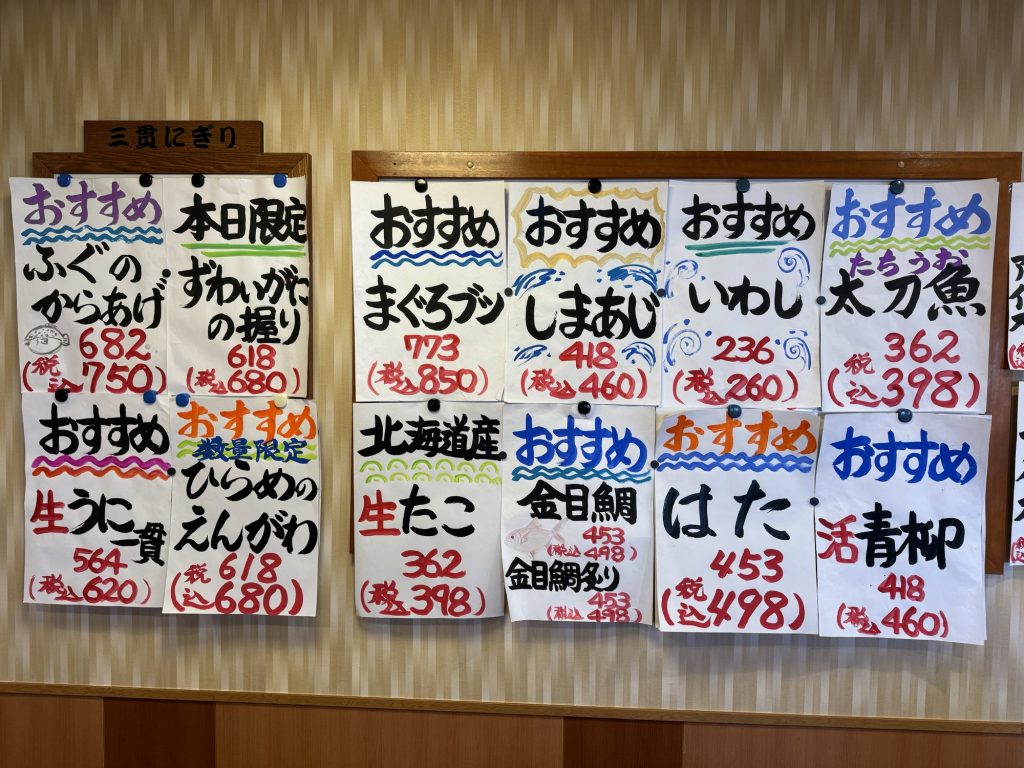 三貫にぎり
おすすめ
ふぐの
からあげ
682
(税込750)
本日限定
ずわいがに
の握り
618
(税込680)
おすすめ
生うに一貫
564
(税込620)
おすすめ
数量限定
ひらめの
えんがわ
618
(税込680)
おすすめ
まぐろブツ
773
(税込850)
おすすめ
しまあじ
418
(税込460)
おすすめ
いわし
236
(税込260)
おすすめ
たちうお
太刀魚
362
(税込398)
北海道産
生たこ
362
(税込398)
おすすめ
金目鯛
453
(税込498)
金目鯛炙り
453
(税込498)
おすすめ
はた
453
(税込498)
おすすめ
活青柳
418
(税込460)